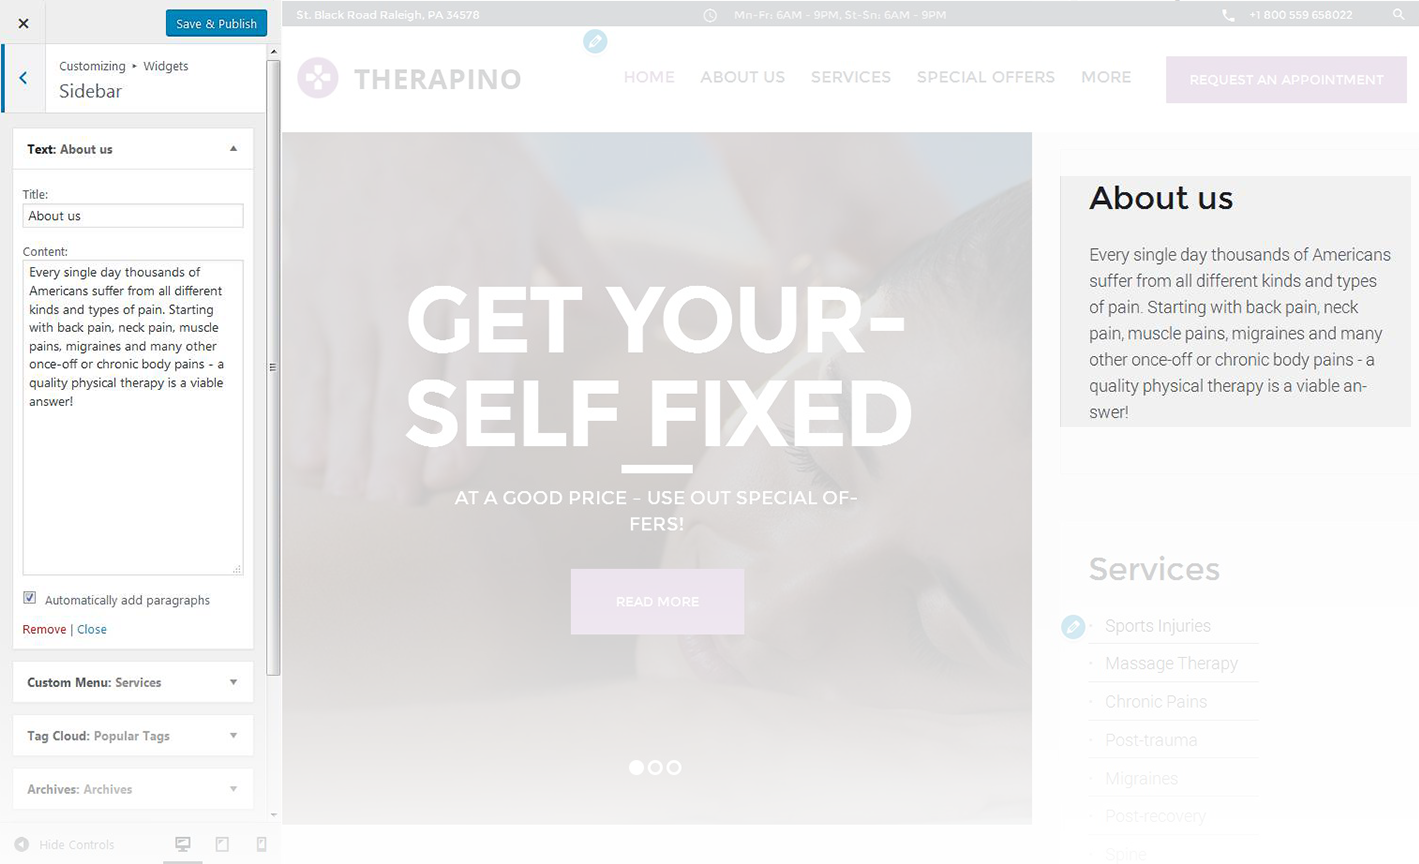 Save & Publish
Customizing ▸ Widgets
Sidebar
Text: About us
Title:
About us
Content:
Every single day thousands of
Americans suffer from all different
kinds and types of pain. Starting
with back pain, neck pain, muscle
pains, migraines and many other
once-off or chronic body pains - a
quality physical therapy is a viable
answer!
Automatically add paragraphs
Remove | Close
Custom Menu: Services
Tag Cloud: Popular Tags
Archives: Archives
Hide Controls
St. Black Road Raleigh, PA 34578
Mn-Fr: 6AM - 9PM, St-Sn: 6AM - 9PM
+1 800 559 658022
THERAPINO
HOME
ABOUT US
SERVICES
SPECIAL OFFERS
MORE
REQUEST AN APPOINTMENT
GET YOUR-
SELF FIXED
AT A GOOD PRICE – USE OUT SPECIAL OF-
FERS!
READ MORE
About us
Every single day thousands of Americans
suffer from all different kinds and types
of pain. Starting with back pain, neck
pain, muscle pains, migraines and many
other once-off or chronic body pains - a
quality physical therapy is a viable an-
swer!
Services
Sports Injuries
Massage Therapy
Chronic Pains
Post-trauma
Migraines
Post-recovery
Spine